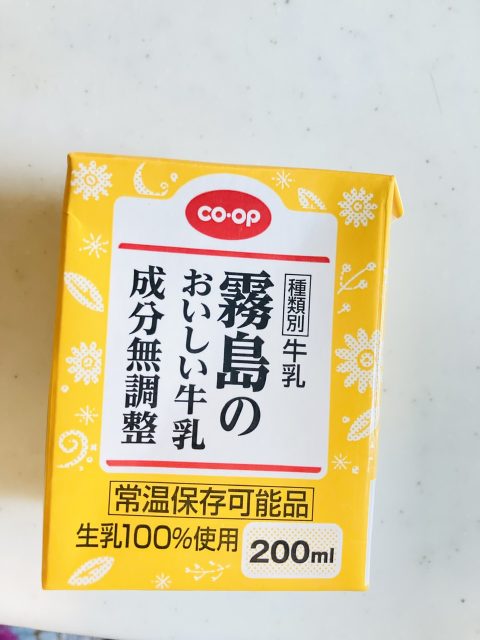 co・op
種類別 牛乳
霧島の
おいしい牛乳
成分無調整
常温保存可能品
生乳100%使用
200ml